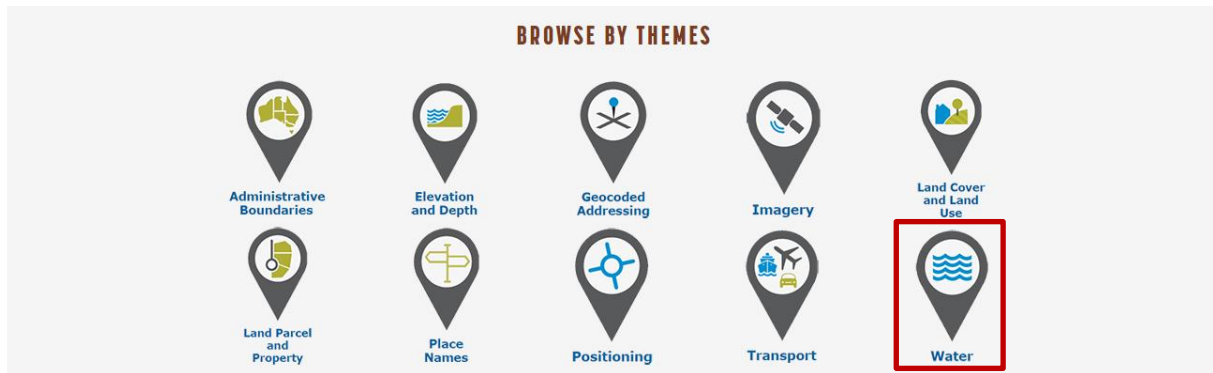 BROWSE BY THEMES
Administrative
Boundaries
Elevation
and Depth
Geocoded
Addressing
Imagery
Land Cover
and Land
Use
Land Parcel
and
Property
Place
Names
Positioning
Transport
Water